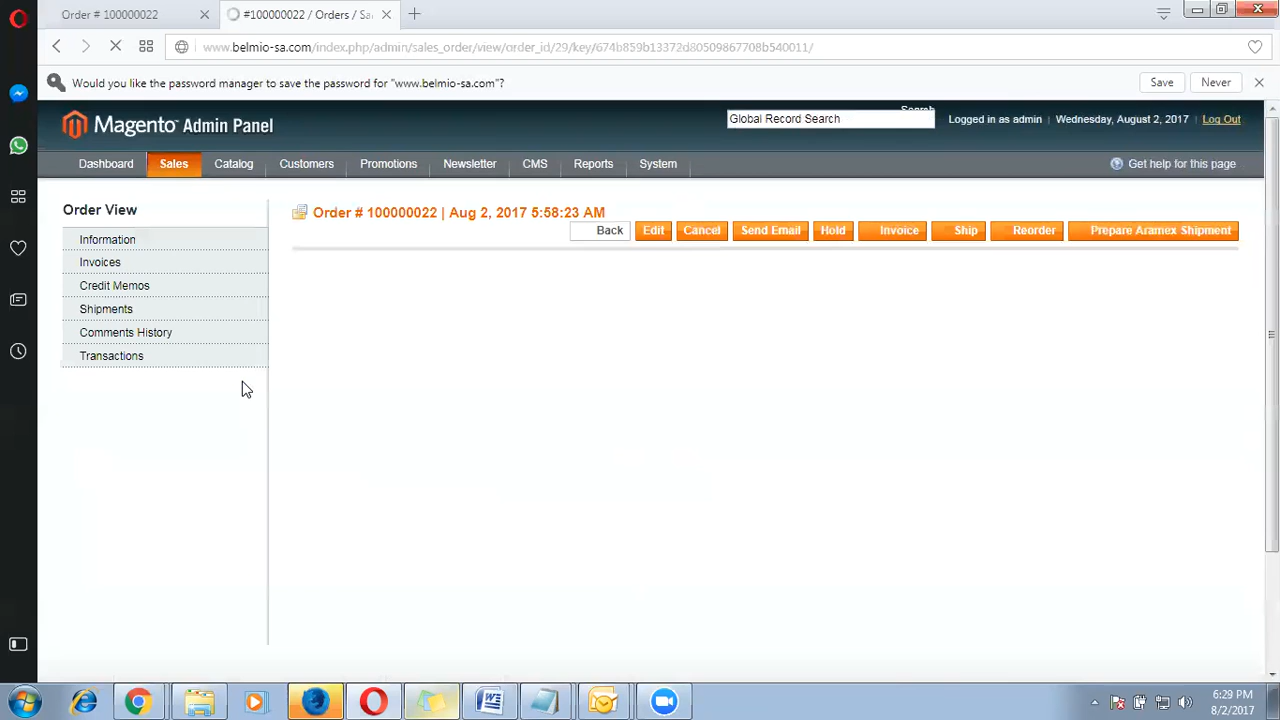 Order # 100000022
#100000022 / Orders / Sa
www.belmio-sa.com/index.php/admin/sales_order/view/order_id/29/key/674b859b13372d80509867708b540011/
Would you like the password manager to save the password for "www.belmio-sa.com"?
Save
Never
Magento™ Admin Panel
Search
Global Record Search
Logged in as admin
Wednesday, August 2, 2017
Log Out
Dashboard
Sales
Catalog
Customers
Promotions
Newsletter
CMS
Reports
System
Get help for this page
Order View
Information
Invoices
Credit Memos
Shipments
Comments History
Transactions
Order # 100000022 | Aug 2, 2017 5:58:23 AM
Back
Edit
Cancel
Send Email
Hold
Invoice
Ship
Reorder
Prepare Aramex Shipment
6:29 PM
8/2/2017